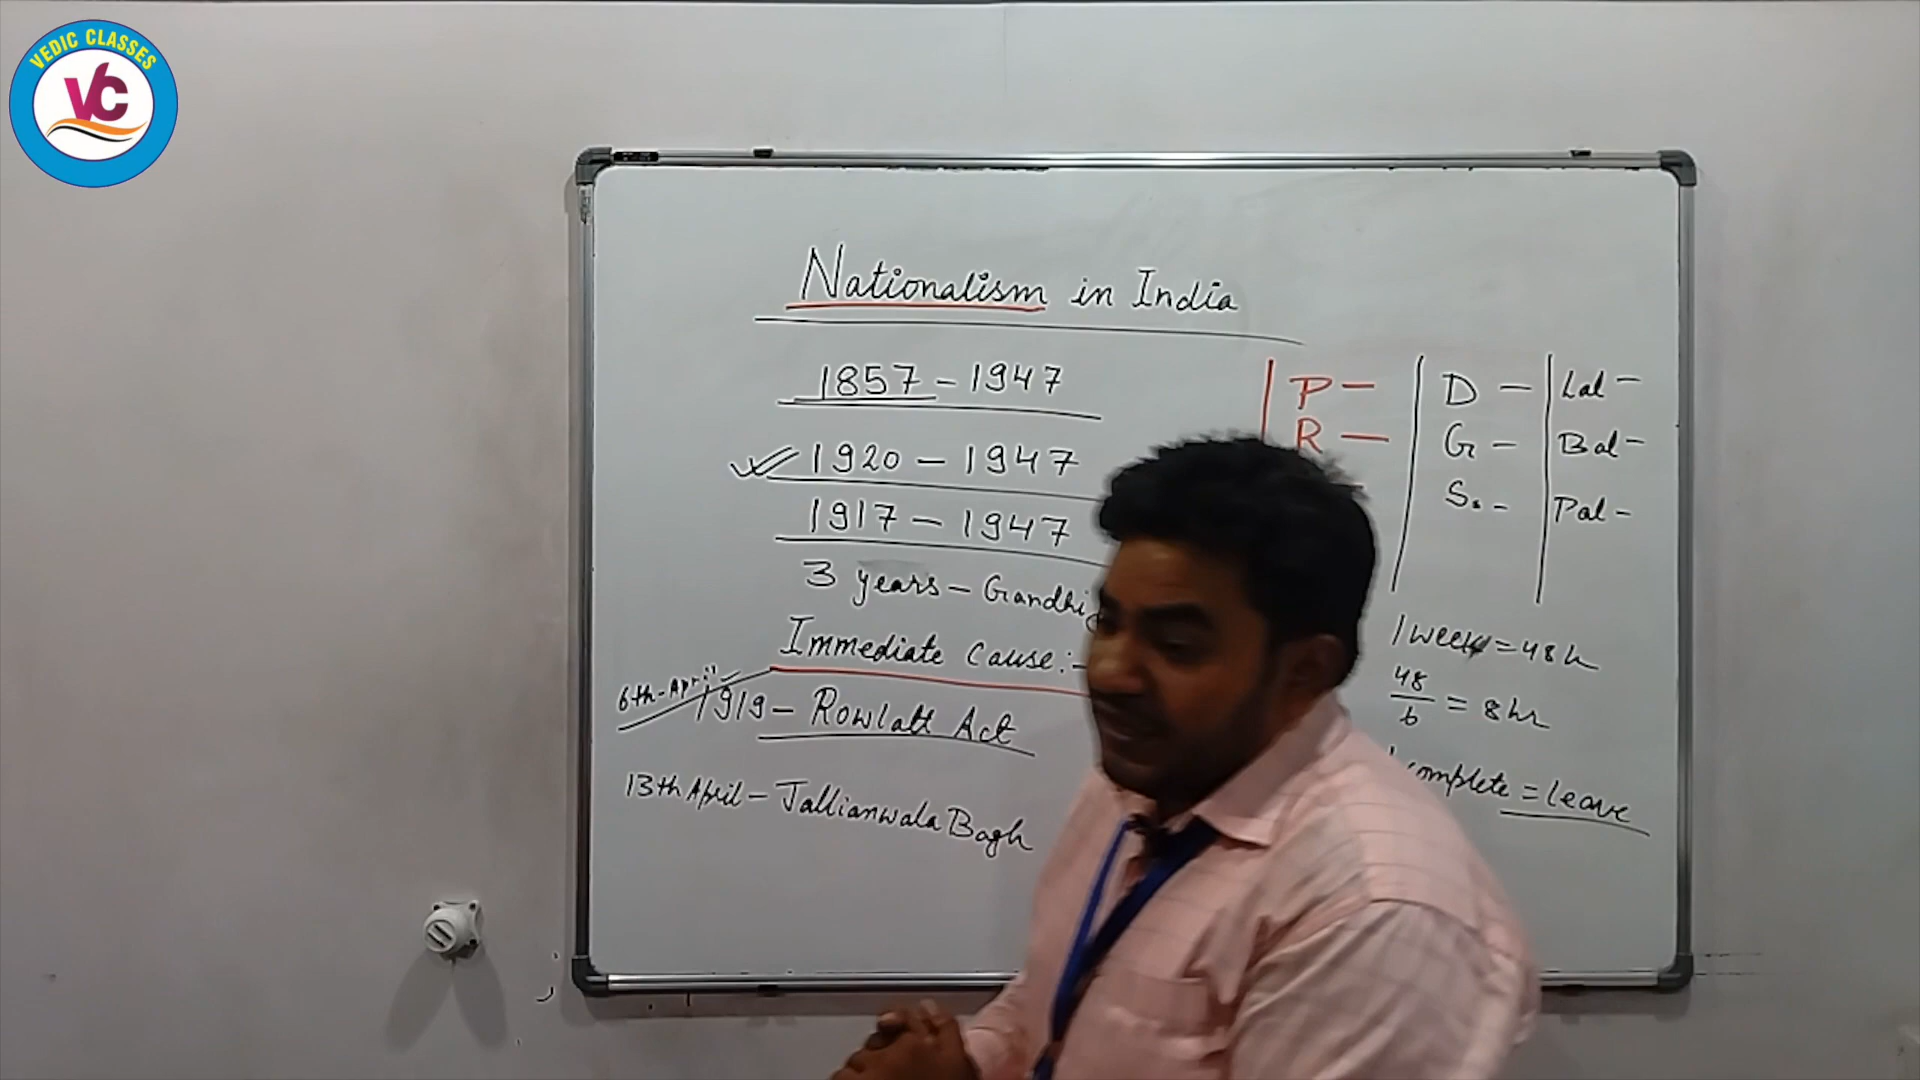 VEDIC CLASSES
VC
Nationalism in India
1857 - 1947
1920 - 1947
1917 - 1947
3 years - Gandhi
Immediate cause :-
6th - April
1919 - Rowlatt Act
13th April - Jallianwala Bagh
P -
R -
D -
G -
S. -
Lal -
Bal -
Pal -
1 week = 48 h
48/6 = 8 hr
complete = leave